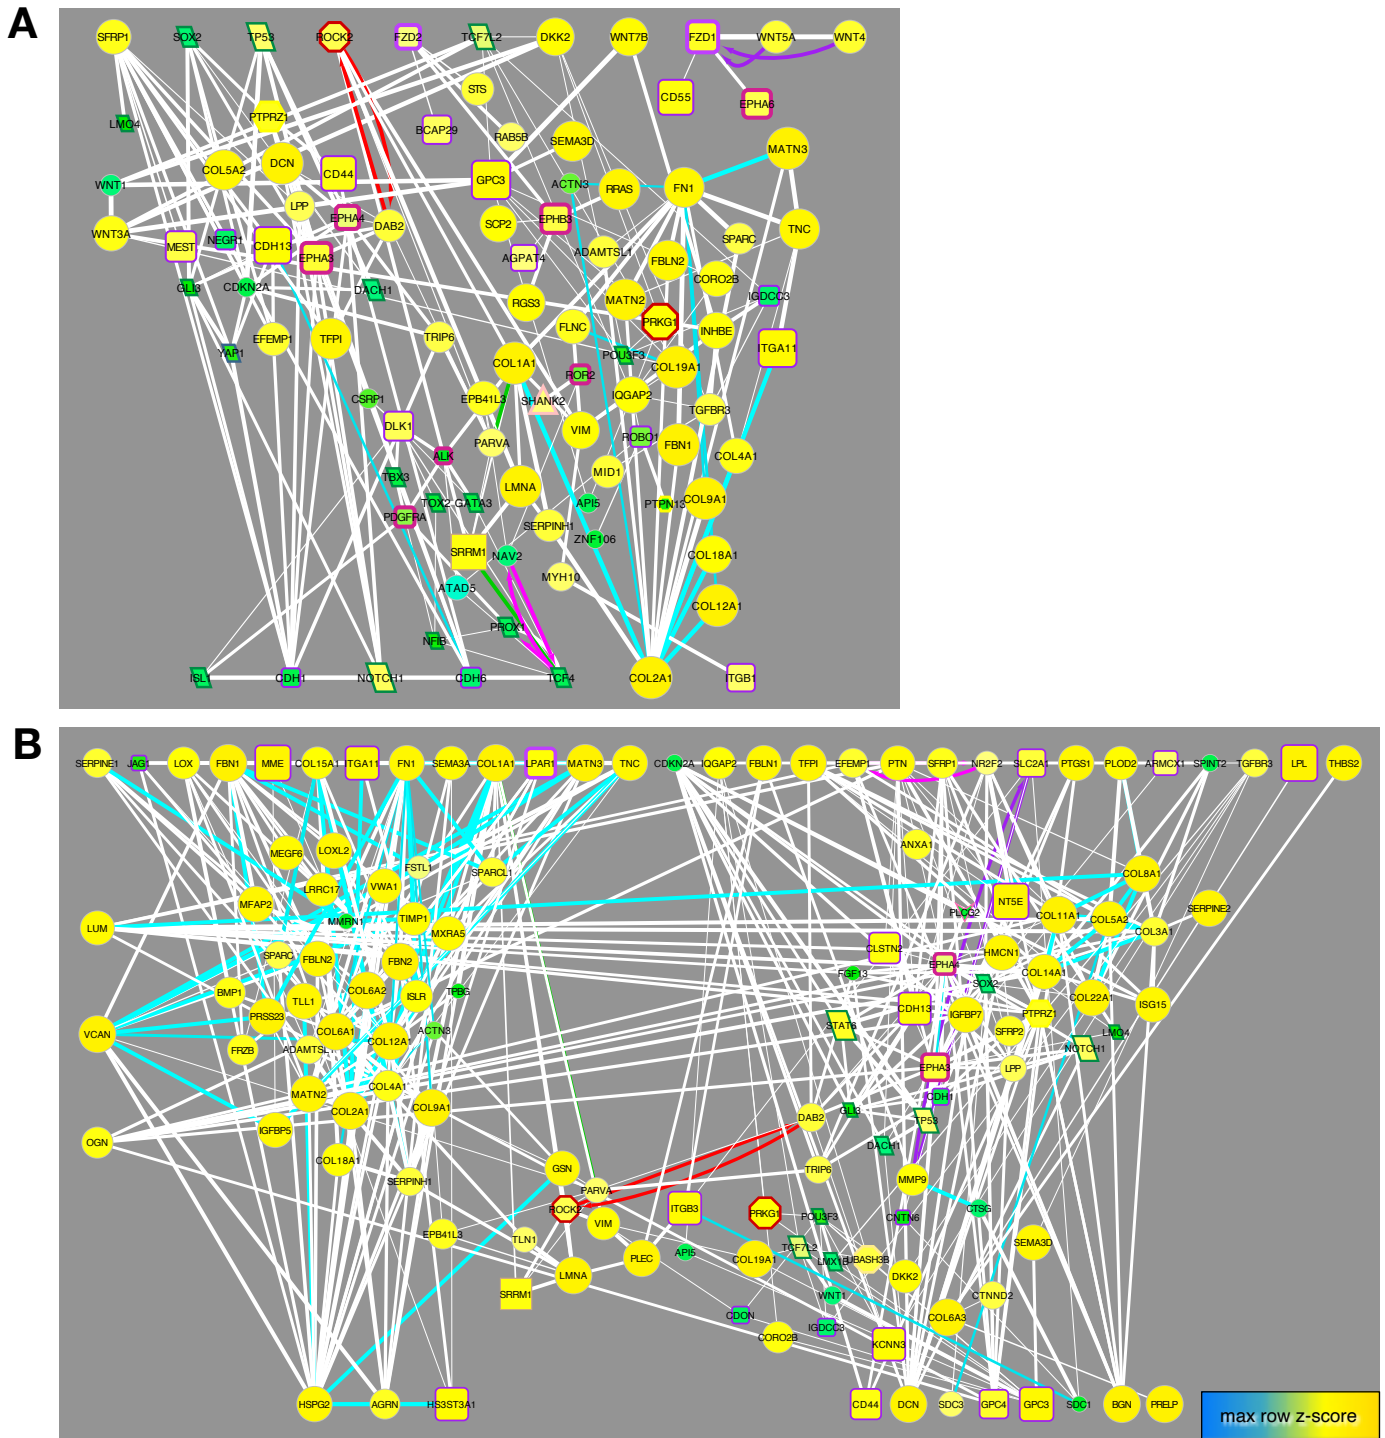 A
SFRP1 SOX2 TP53 ROCK2 FZD2 TCF7L2 DKK2 WNT7B FZD1 WNT5A WNT4
STS CD55 EPHA6
LMO4 PTPRZ1 BCAP29 RAB5B SEMA3D MATN3
COL5A2 DCN CD44 GPC3 ACTN3 RRAS FN1
WNT1 LPP EPHA4 DAB2 SCP2 EPHB3 TNC
WNT3A MEST NEGR1 CDH13 EPHA3 AGPAT4 ADAMTSL1 FBLN2 SPARC
GLI3 CDKN2A DACH1 RGS3 MATN2 CORO2B IGDCC3
YAP1 EFEMP1 TFPI TRIP6 FLNC PRKG1 INHBE ITGA11
COL1A1 POU3F3 COL19A1
ROR2
CSRP1 EPB41L3 SHANK2 IQGAP2 TGFBR3
DLK1 PARVA VIM ROBO1 FBN1 COL4A1
ALK MID1
TBX3 LMNA
TOX2 GATA3 API5 PTPN13 COL9A1
PDGFRA SERPINH1 ZNF106
SRRM1 NAV2 COL18A1
ATAD5 MYH10 COL12A1
NFIB PROX1
ISL1 CDH1 NOTCH1 CDH6 TCF4 COL2A1 ITGB1
B
SERPINE1 JAG1 LOX FBN1 MME COL15A1 ITGA11 FN1 SEMA3A COL1A1 LPAR1 MATN3 TNC CDKN2A IQGAP2 FBLN1 TFPI EFEMP1 PTN SFRP1 NR2F2 SLC2A1 PTGS1 PLOD2 ARMCX1 SPINT2 TGFBR3 LPL THBS2
MEGF6 LOXL2 FSTL1 SPARCL1 ANXA1 COL8A1
MFAP2 LRRC17 VWA1 NT5E
LUM MMRN1 TIMP1 MXRA5 PLCG2 COL11A1 COL5A2 COL3A1 SERPINE2
SPARC FBLN2 FBN2 CLSTN2 EPHA4 HMCN1
BMP1 TLL1 COL6A2 ISLR TPBG FGF13 SOX2 COL14A1
VCAN PRSS23 COL6A1 ACTN3 CDH13 IGFBP7 PTPRZ1 COL22A1 ISG15
FRZB ADAMTSL1 COL12A1 STAT6 SFRP2 NOTCH1 LMO4
MATN2 COL4A1 EPHA3 LPP
COL2A1 COL9A1 CDH1
OGN IGFBP5 DAB2 GLI3 TP53
COL18A1 GSN DACH1
SERPINH1 PARVA TRIP6 MMP9
ROCK2 ITGB3 PRKG1 POU3F3 CNTN6 CTSG
EPB41L3 TLN1 VIM
PLEC API5 COL19A1 TCF7L2 LMX1B UBASH3B SEMA3D
SRRM1 LMNA WNT1 DKK2 CTNND2
CDON IGDCC3 COL6A3
CORO2B KCNN3
HSPG2 AGRN HS3ST3A1 CD44 DCN SDC3 GPC4 GPC3 SDC1 BGN PRELP
max row z-score